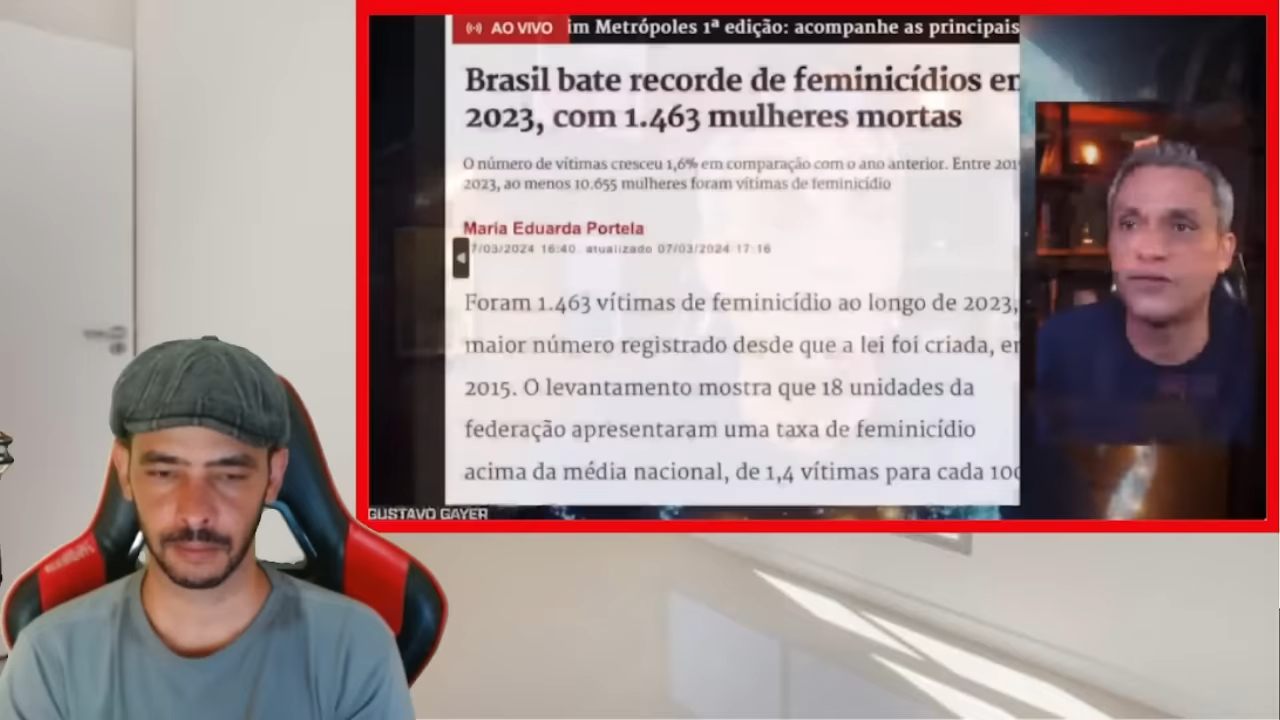 AO VIVO im Metrópoles 1ª edição: acompanhe as principais
Brasil bate recorde de feminicídios em
2023, com 1.463 mulheres mortas
O número de vítimas cresceu 1,6% em comparação com o ano anterior. Entre 201
2023, ao menos 10.655 mulheres foram vítimas de feminicídio
Maria Eduarda Portela
7/03/2024 16:40, atualizado 07/03/2024 17:16
Foram 1.463 vítimas de feminicídio ao longo de 2023,
maior número registrado desde que a lei foi criada, em
2015. O levantamento mostra que 18 unidades da
federação apresentaram uma taxa de feminicídio
acima da média nacional, de 1,4 vítimas para cada 100
GUSTAVO GAYER